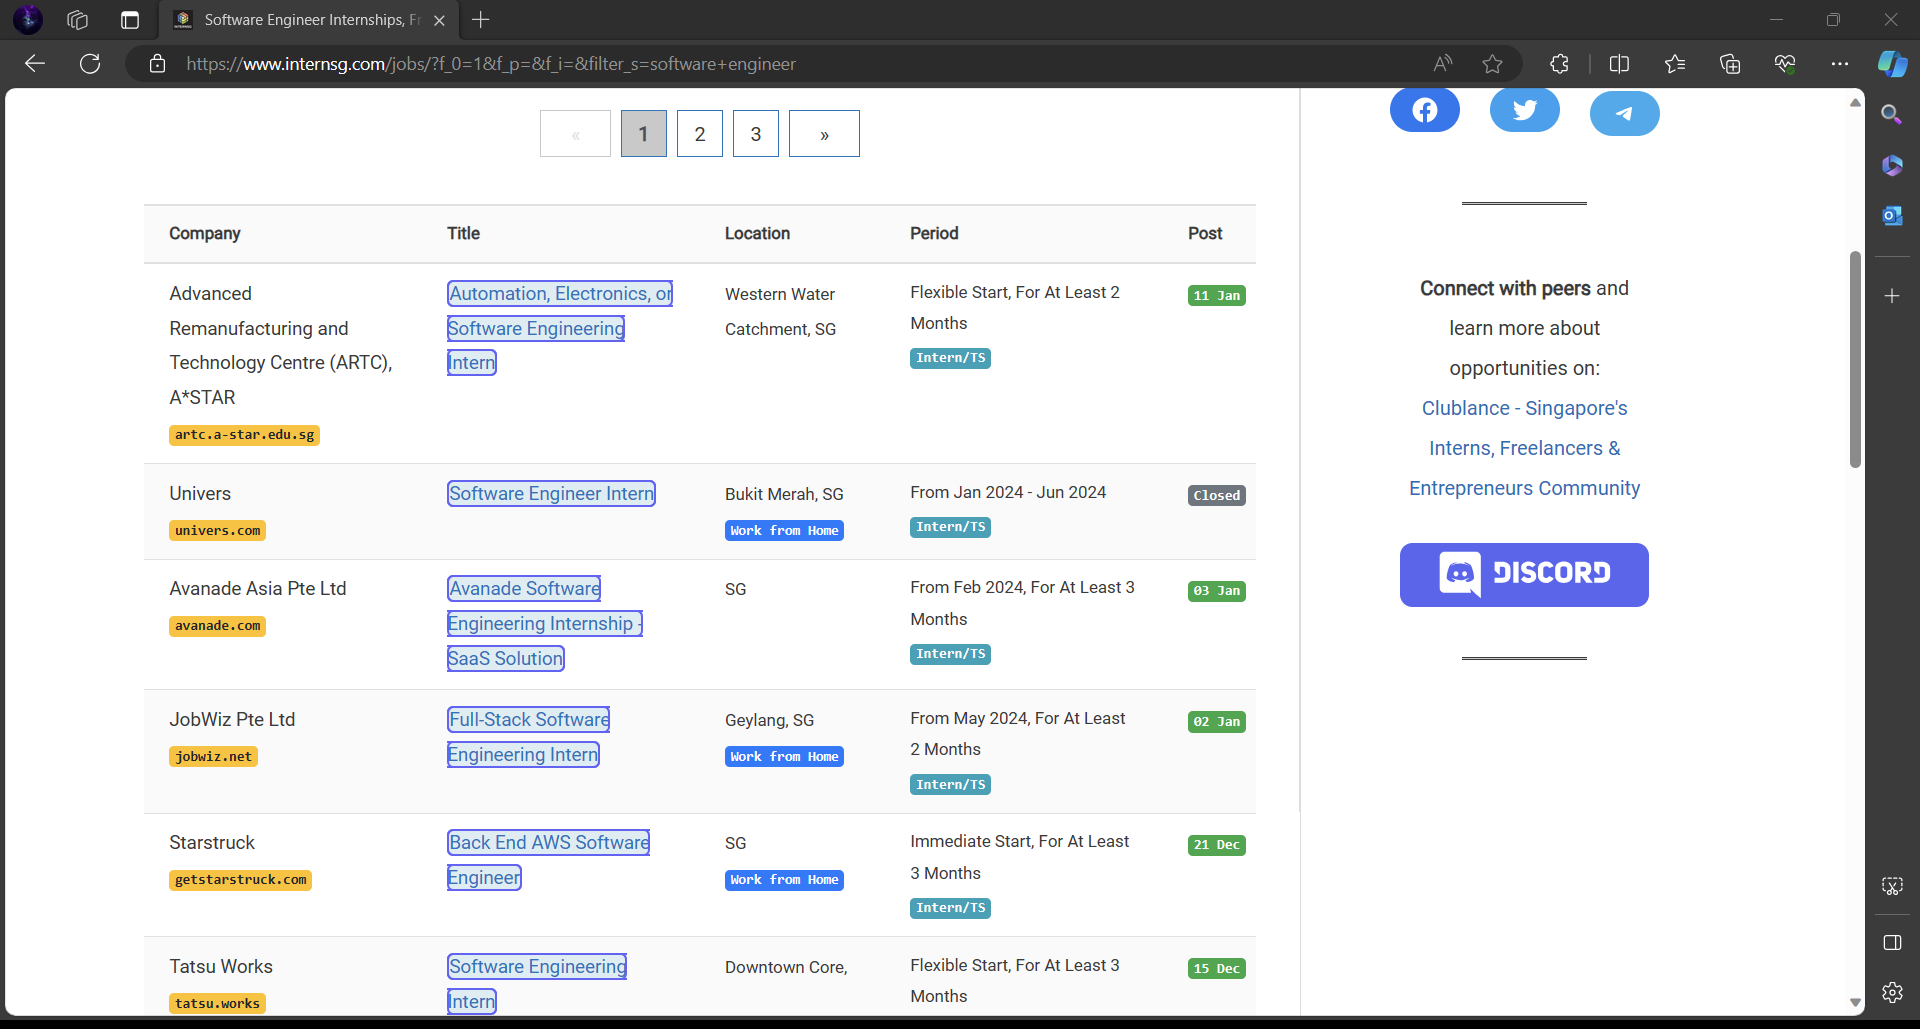 Software Engineer Internships, Fr
https://www.internsg.com/jobs/?f_0=1&f_p=&f_i=&filter_s=software+engineer
« 1 2 3 »
Company Title Location Period Post
Advanced
Remanufacturing and
Technology Centre (ARTC),
A*STAR
artc.a-star.edu.sg
Automation, Electronics, or
Software Engineering
Intern
Western Water
Catchment, SG
Flexible Start, For At Least 2
Months
Intern/TS
11 Jan
Univers
univers.com
Software Engineer Intern
Bukit Merah, SG
Work from Home
From Jan 2024 - Jun 2024
Intern/TS
Closed
Avanade Asia Pte Ltd
avanade.com
Avanade Software
Engineering Internship -
SaaS Solution
SG
From Feb 2024, For At Least 3
Months
Intern/TS
03 Jan
JobWiz Pte Ltd
jobwiz.net
Full-Stack Software
Engineering Intern
Geylang, SG
Work from Home
From May 2024, For At Least
2 Months
Intern/TS
02 Jan
Starstruck
getstarstruck.com
Back End AWS Software
Engineer
SG
Work from Home
Immediate Start, For At Least
3 Months
Intern/TS
21 Dec
Tatsu Works
tatsu.works
Software Engineering
Intern
Downtown Core,
Flexible Start, For At Least 3
Months
15 Dec
Connect with peers and
learn more about
opportunities on:
Clublance - Singapore's
Interns, Freelancers &
Entrepreneurs Community
DISCORD